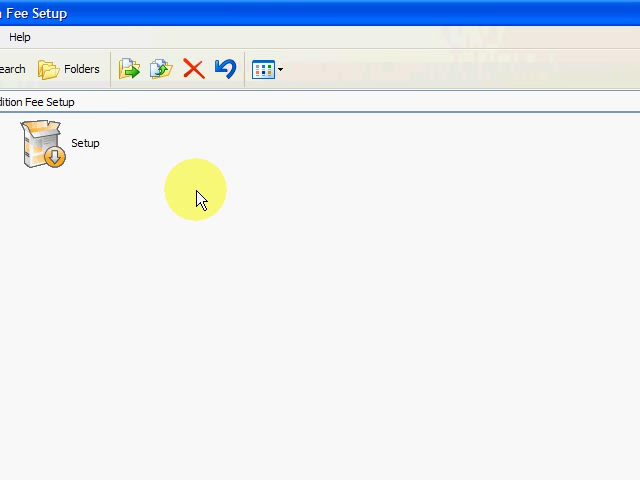 Fee Setup
Help
earch Folders
dition Fee Setup
Setup